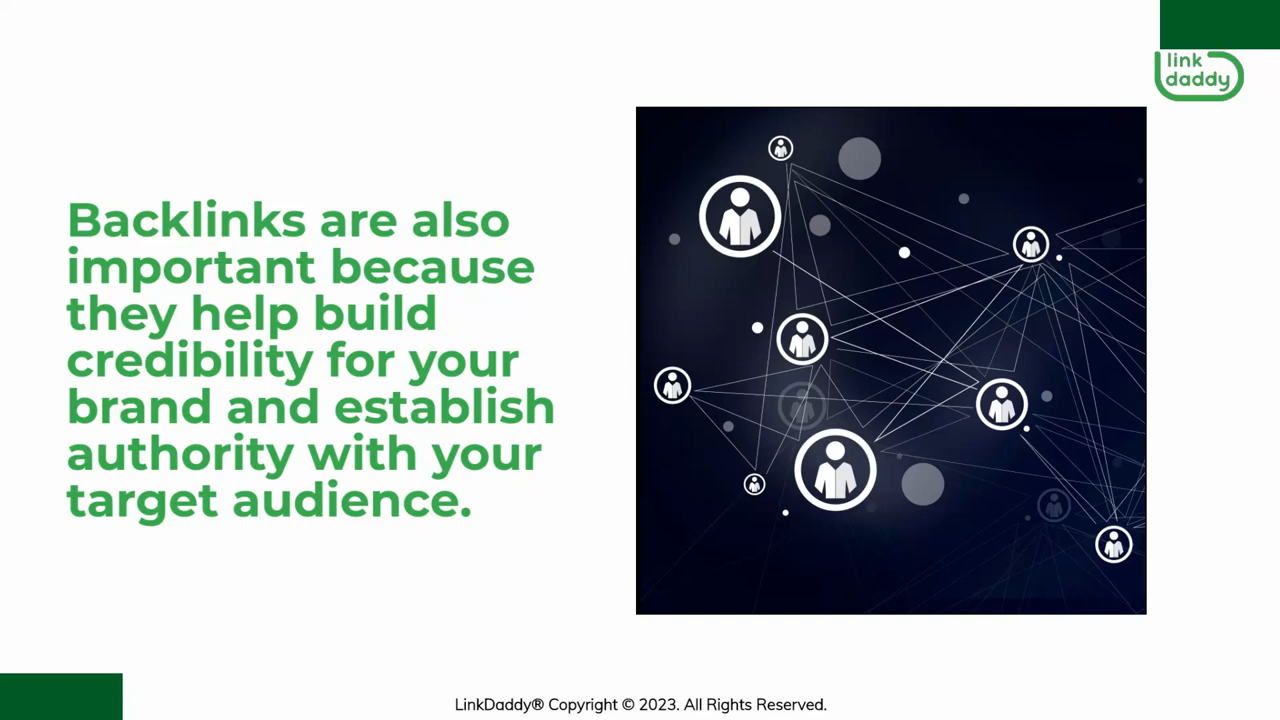 link
daddy
Backlinks are also
important because
they help build
credibility for your
brand and establish
authority with your
target audience.
LinkDaddy® Copyright © 2023. All Rights Reserved.